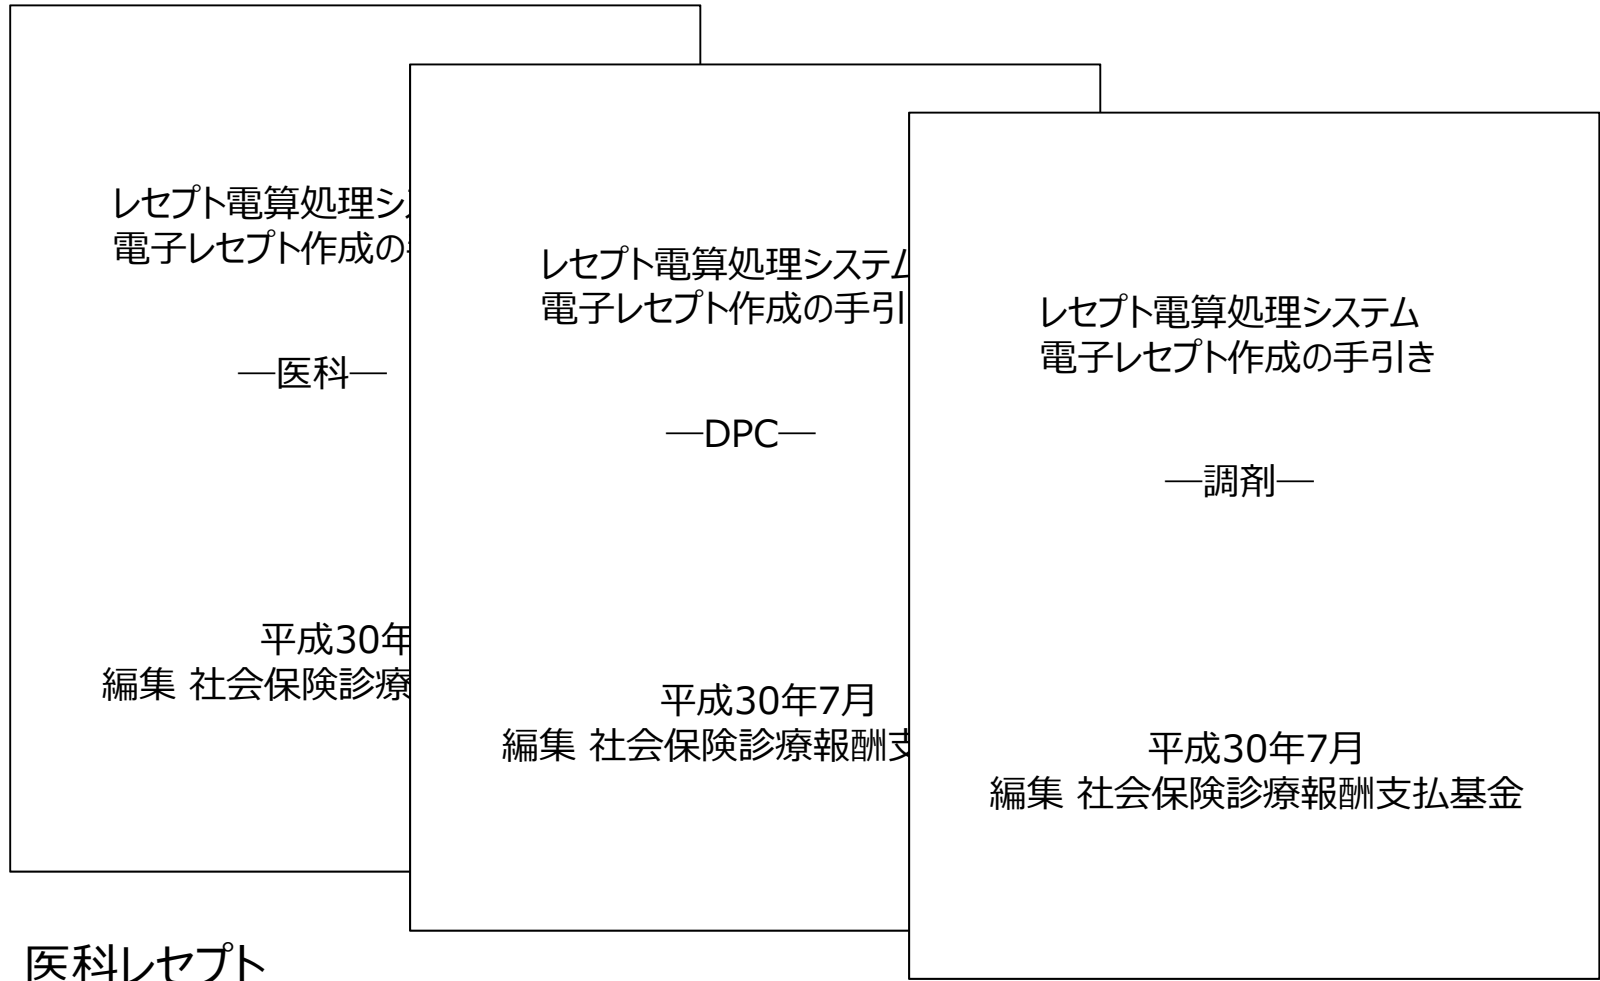 レセプト電算処理シ
電子レセプト作成の
―医科―
平成30年
編集 社会保険診療
レセプト電算処理システム
電子レセプト作成の手引
―DPC―
平成30年7月
編集 社会保険診療報酬支
レセプト電算処理システム
電子レセプト作成の手引き
―調剤―
平成30年7月
編集 社会保険診療報酬支払基金
医科レセプト